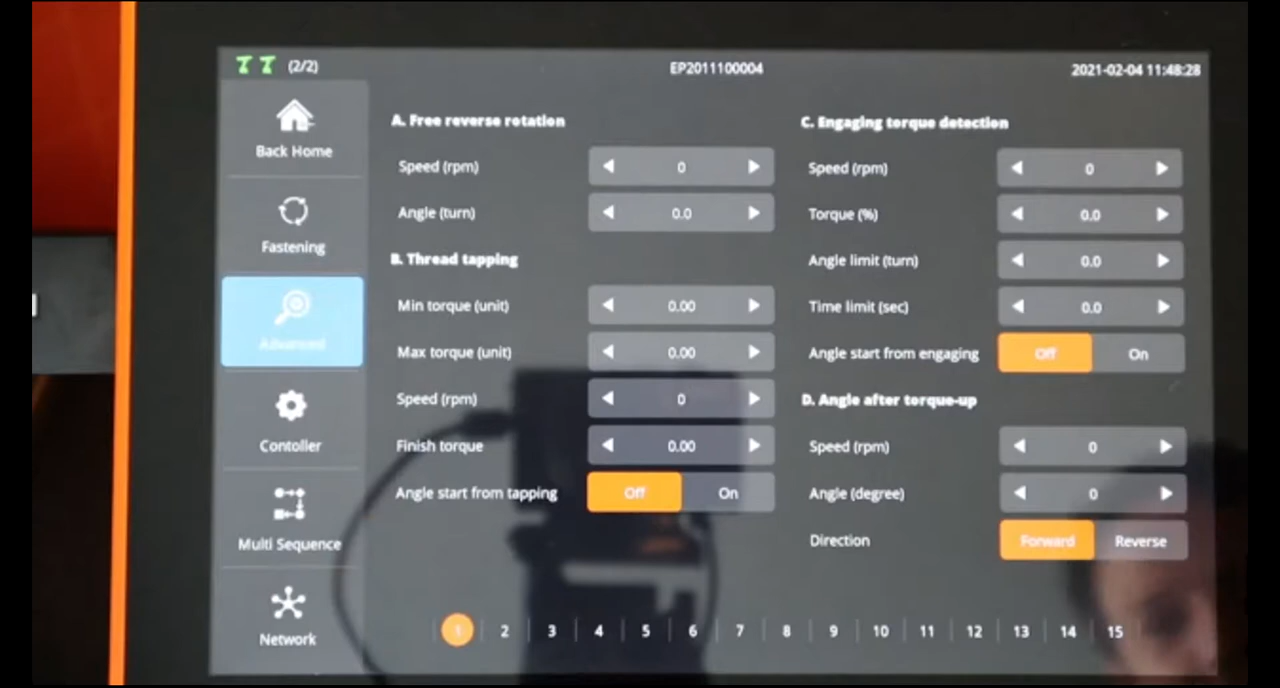 (2/2) EP2011100004 2021-02-04 11:48:28
Back Home
Fastening
Advanced
Contoller
Multi Sequence
Network
A. Free reverse rotation
Speed (rpm) 0
Angle (turn) 0.0
B. Thread tapping
Min torque (unit) 0.00
Max torque (unit) 0.00
Speed (rpm) 0
Finish torque 0.00
Angle start from tapping Off On
C. Engaging torque detection
Speed (rpm) 0
Torque (%) 0.0
Angle limit (turn) 0.0
Time limit (sec) 0.0
Angle start from engaging Off On
D. Angle after torque-up
Speed (rpm) 0
Angle (degree) 0
Direction Forward Reverse
1 2 3 4 5 6 7 8 9 10 11 12 13 14 15